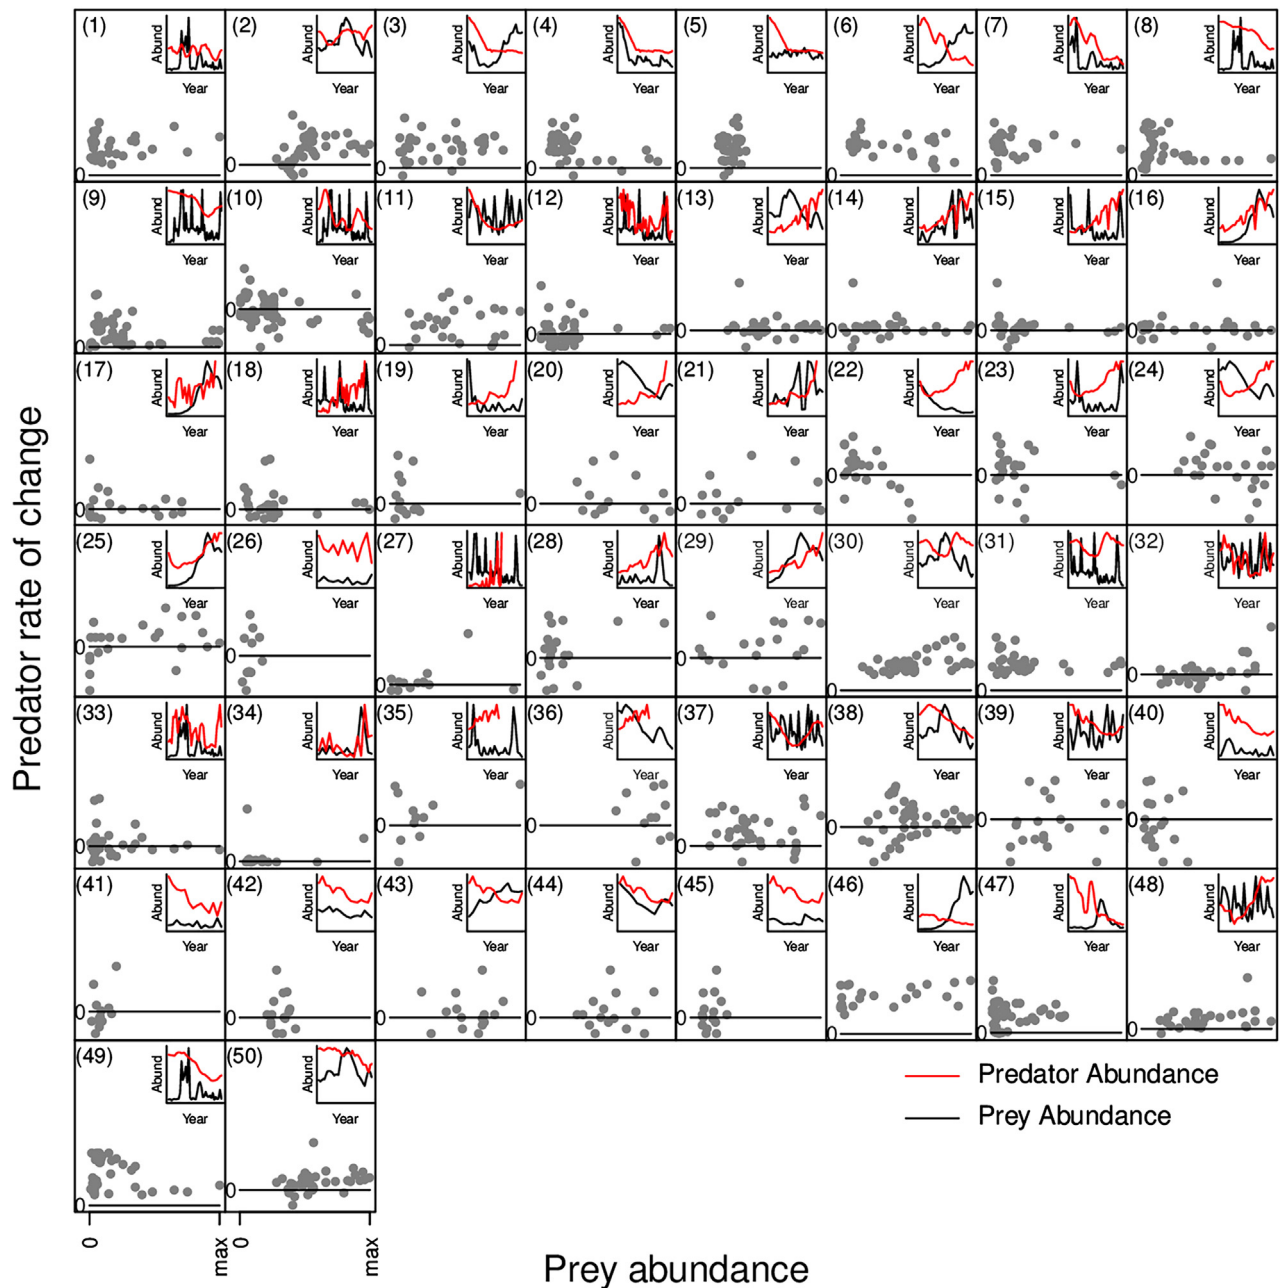 (1) Abund Year 0
(2) Abund Year 0
(3) Abund Year 0
(4) Abund Year 0
(5) Abund Year 0
(6) Abund Year 0
(7) Abund Year 0
(8) Abund Year 0
(9) Abund Year 0
(10) Abund Year 0
(11) Abund Year 0
(12) Abund Year 0
(13) Abund Year 0
(14) Abund Year 0
(15) Abund Year 0
(16) Abund Year 0
(17) Abund Year 0
(18) Abund Year 0
(19) Abund Year 0
(20) Abund Year 0
(21) Abund Year 0
(22) Abund Year 0
(23) Abund Year 0
(24) Abund Year 0
(25) Abund Year 0
(26) Abund Year 0
(27) Abund Year 0
(28) Abund Year 0
(29) Abund Year 0
(30) Abund Year 0
(31) Abund Year 0
(32) Abund Year 0
(33) Abund Year 0
(34) Abund Year 0
(35) Abund Year 0
(36) Abund Year 0
(37) Abund Year 0
(38) Abund Year 0
(39) Abund Year 0
(40) Abund Year 0
(41) Abund Year 0
(42) Abund Year 0
(43) Abund Year 0
(44) Abund Year 0
(45) Abund Year 0
(46) Abund Year 0
(47) Abund Year 0
(48) Abund Year 0
(49) Abund Year 0
(50) Abund Year 0
Predator rate of change
Predator Abundance
Prey Abundance
0 max 0 max
Prey abundance